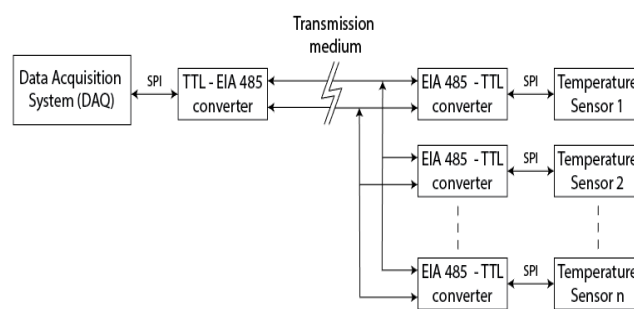 Transmission
medium
Data Acquisition
System (DAQ)
SPI
TTL - EIA 485
converter
EIA 485 - TTL
converter
SPI
Temperature
Sensor 1
EIA 485 - TTL
converter
SPI
Temperature
Sensor 2
EIA 485 - TTL
converter
SPI
Temperature
Sensor n